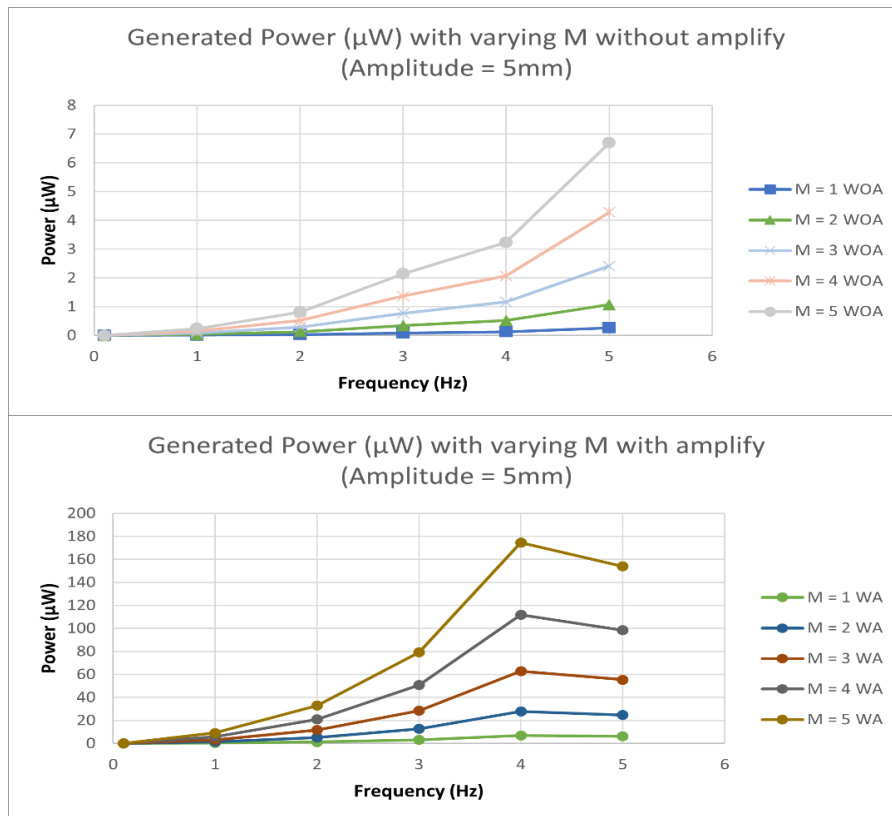 Generated Power (µW) with varying M without amplify
(Amplitude = 5mm)
8
7
6
5
4
3
2
1
0
Power (µW)
0 1 2 3 4 5 6
Frequency (Hz)
M = 1 WOA
M = 2 WOA
M = 3 WOA
M = 4 WOA
M = 5 WOA
Generated Power (µW) with varying M with amplify
(Amplitude = 5mm)
200
180
160
140
120
100
80
60
40
20
0
Power (µW)
0 1 2 3 4 5 6
Frequency (Hz)
M = 1 WA
M = 2 WA
M = 3 WA
M = 4 WA
M = 5 WA